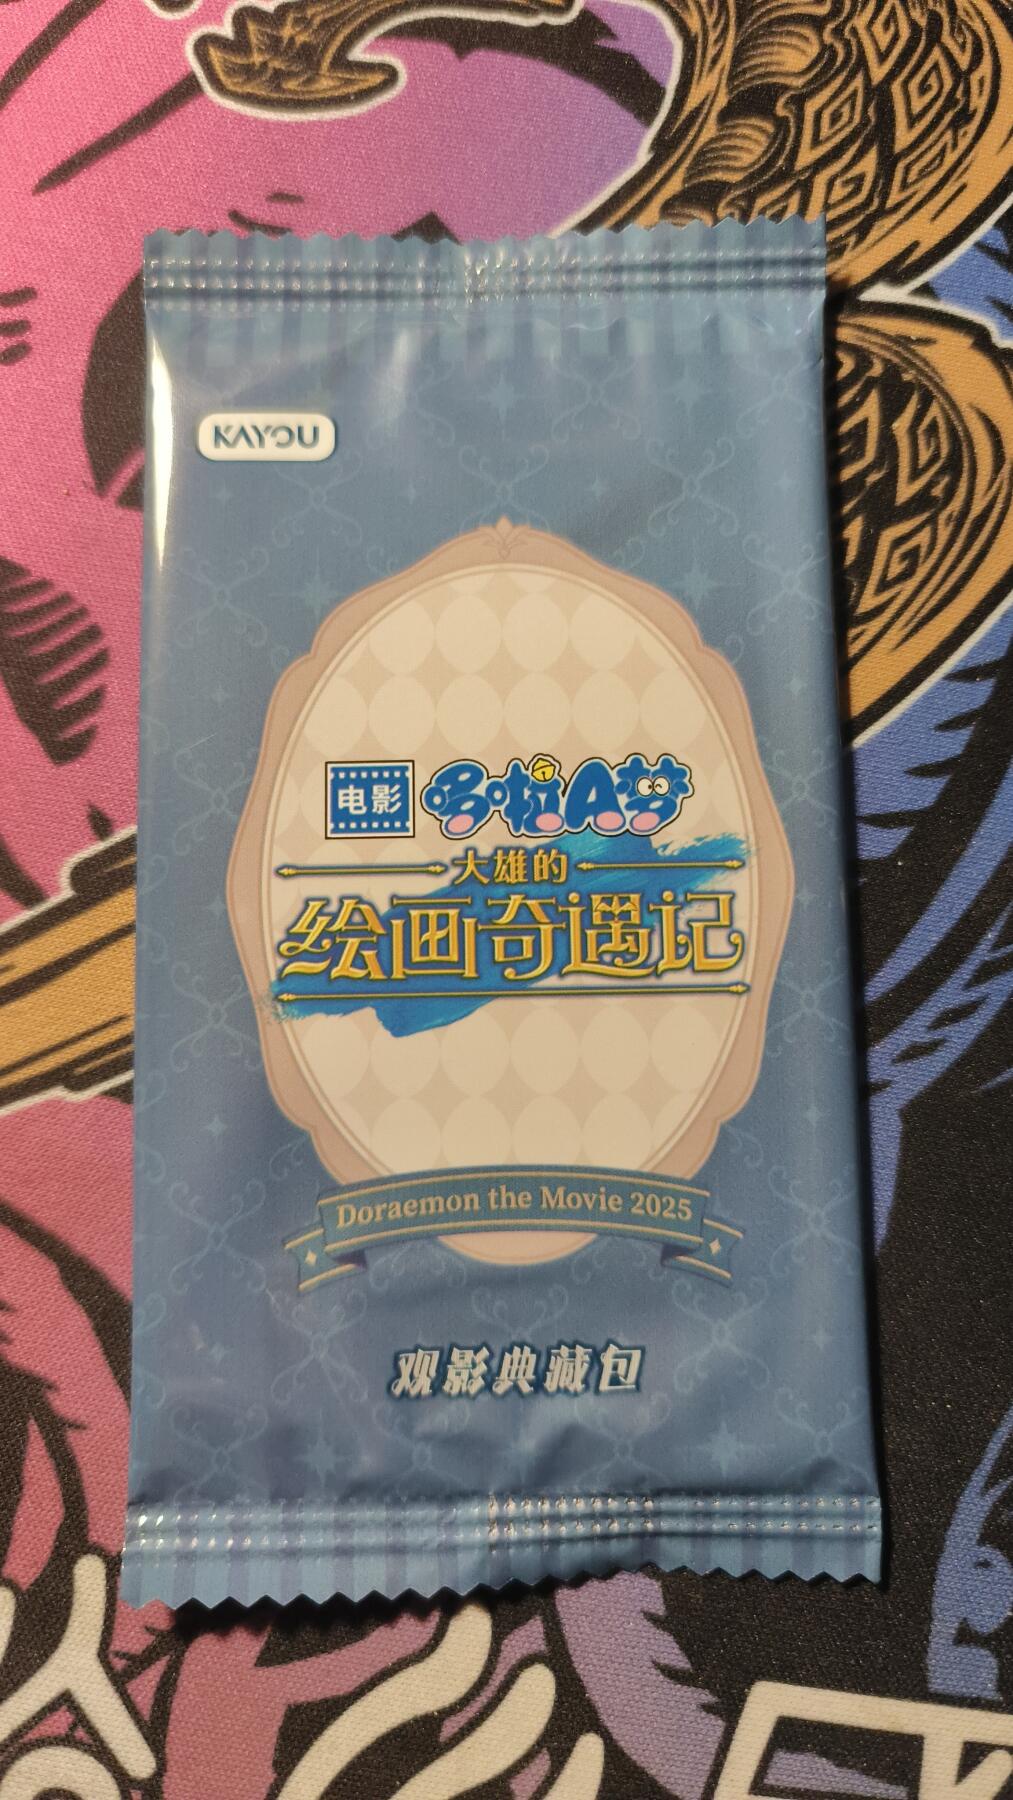 KAYOU
电影 哆啦A梦
大雄的
绘画奇遇记
Doraemon the Movie 2025
观影典藏包